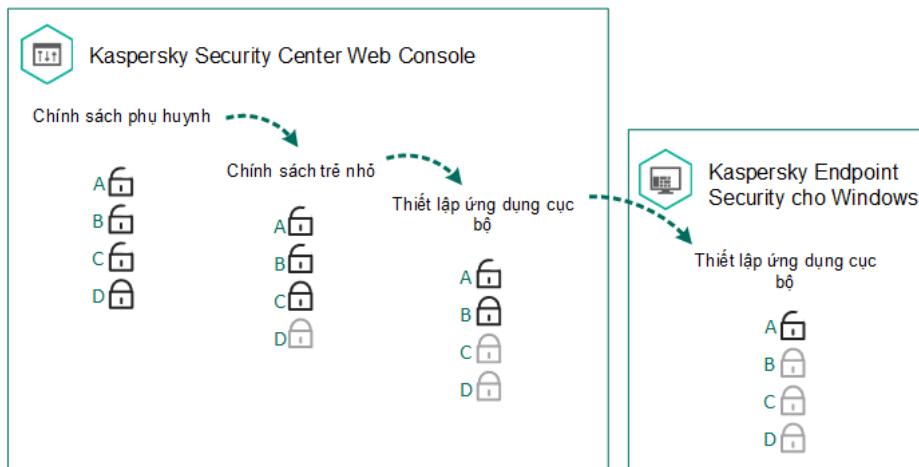 Kaspersky Security Center Web Console
Chính sách phụ huynh
A
B
C
D
Chính sách trẻ nhỏ
A
B
C
D
Thiết lập ứng dụng cục
bộ
A
B
C
D
Kaspersky Endpoint
Security cho Windows
Thiết lập ứng dụng cục
bộ
A
B
C
D